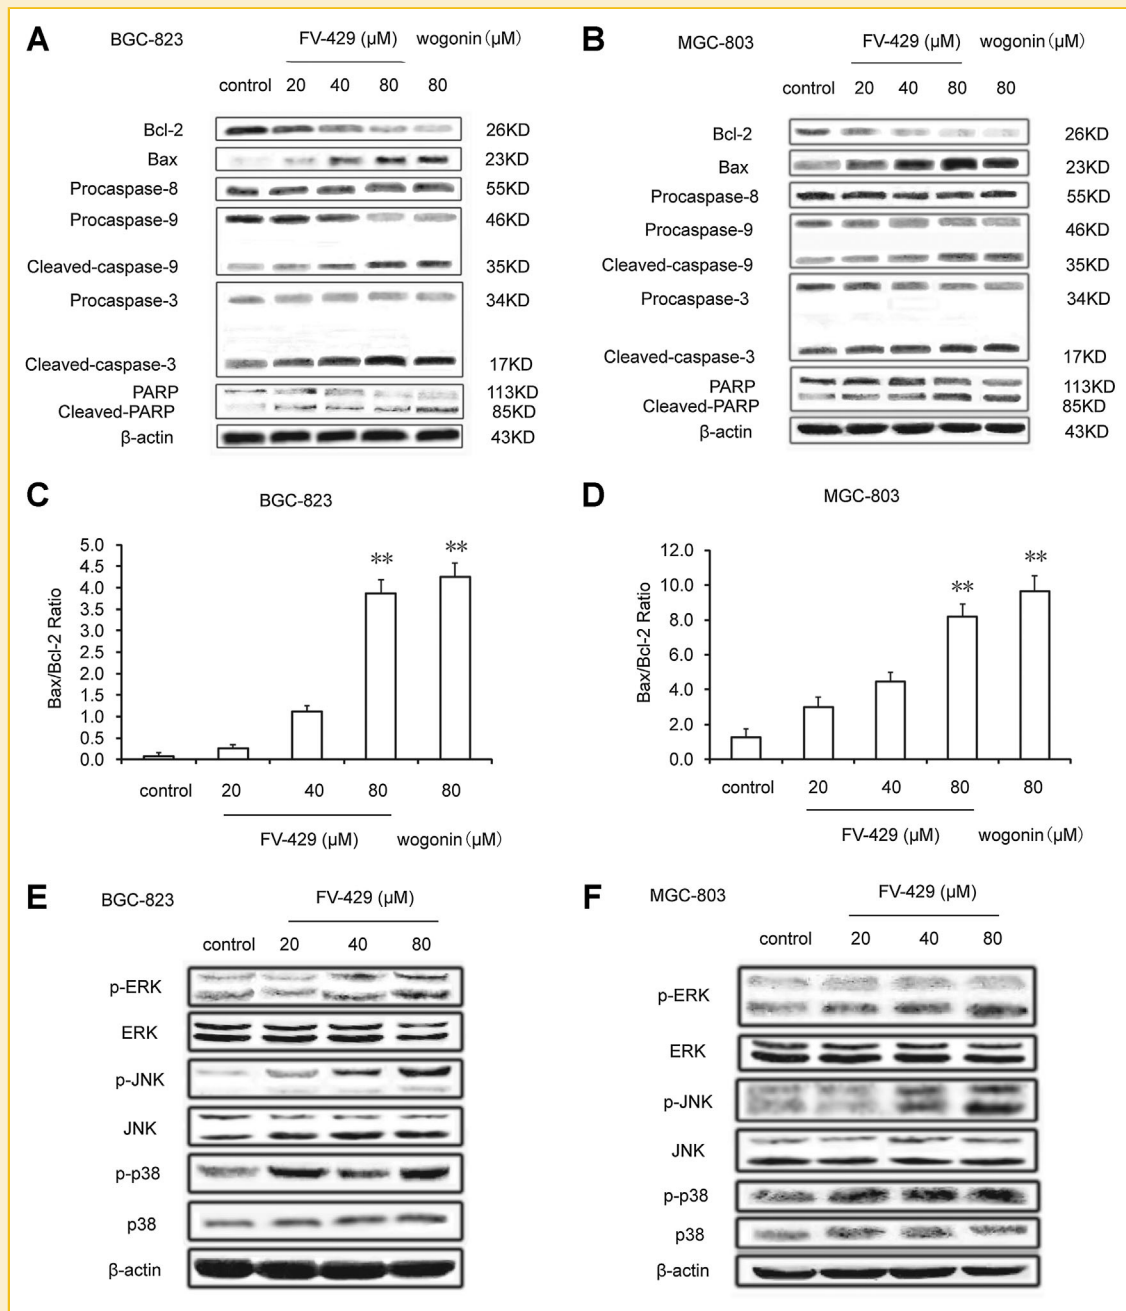 A BGC-823 FV-429 (μM) wogonin (μM)
control 20 40 80 80
Bcl-2 26KD
Bax 23KD
Procaspase-8 55KD
Procaspase-9 46KD
Cleaved-caspase-9 35KD
Procaspase-3 34KD
Cleaved-caspase-3 17KD
PARP 113KD
Cleaved-PARP 85KD
β-actin 43KD
B MGC-803 FV-429 (μM) wogonin (μM)
control 20 40 80 80
Bcl-2 26KD
Bax 23KD
Procaspase-8 55KD
Procaspase-9 46KD
Cleaved-caspase-9 35KD
Procaspase-3 34KD
Cleaved-caspase-3 17KD
PARP 113KD
Cleaved-PARP 85KD
β-actin 43KD
C BGC-823
Bax/Bcl-2 Ratio
5.0
4.5
4.0
3.5
3.0
2.5
2.0
1.5
1.0
0.5
0.0
** **
control 20 40 80 80
FV-429 (μM) wogonin (μM)
D MGC-803
Bax/Bcl-2 Ratio
12.0
10.0
8.0
6.0
4.0
2.0
0.0
** **
control 20 40 80 80
FV-429 (μM) wogonin (μM)
E BGC-823 FV-429 (μM)
control 20 40 80
p-ERK
ERK
p-JNK
JNK
p-p38
p38
β-actin
F MGC-803 FV-429 (μM)
control 20 40 80
p-ERK
ERK
p-JNK
JNK
p-p38
p38
β-actin